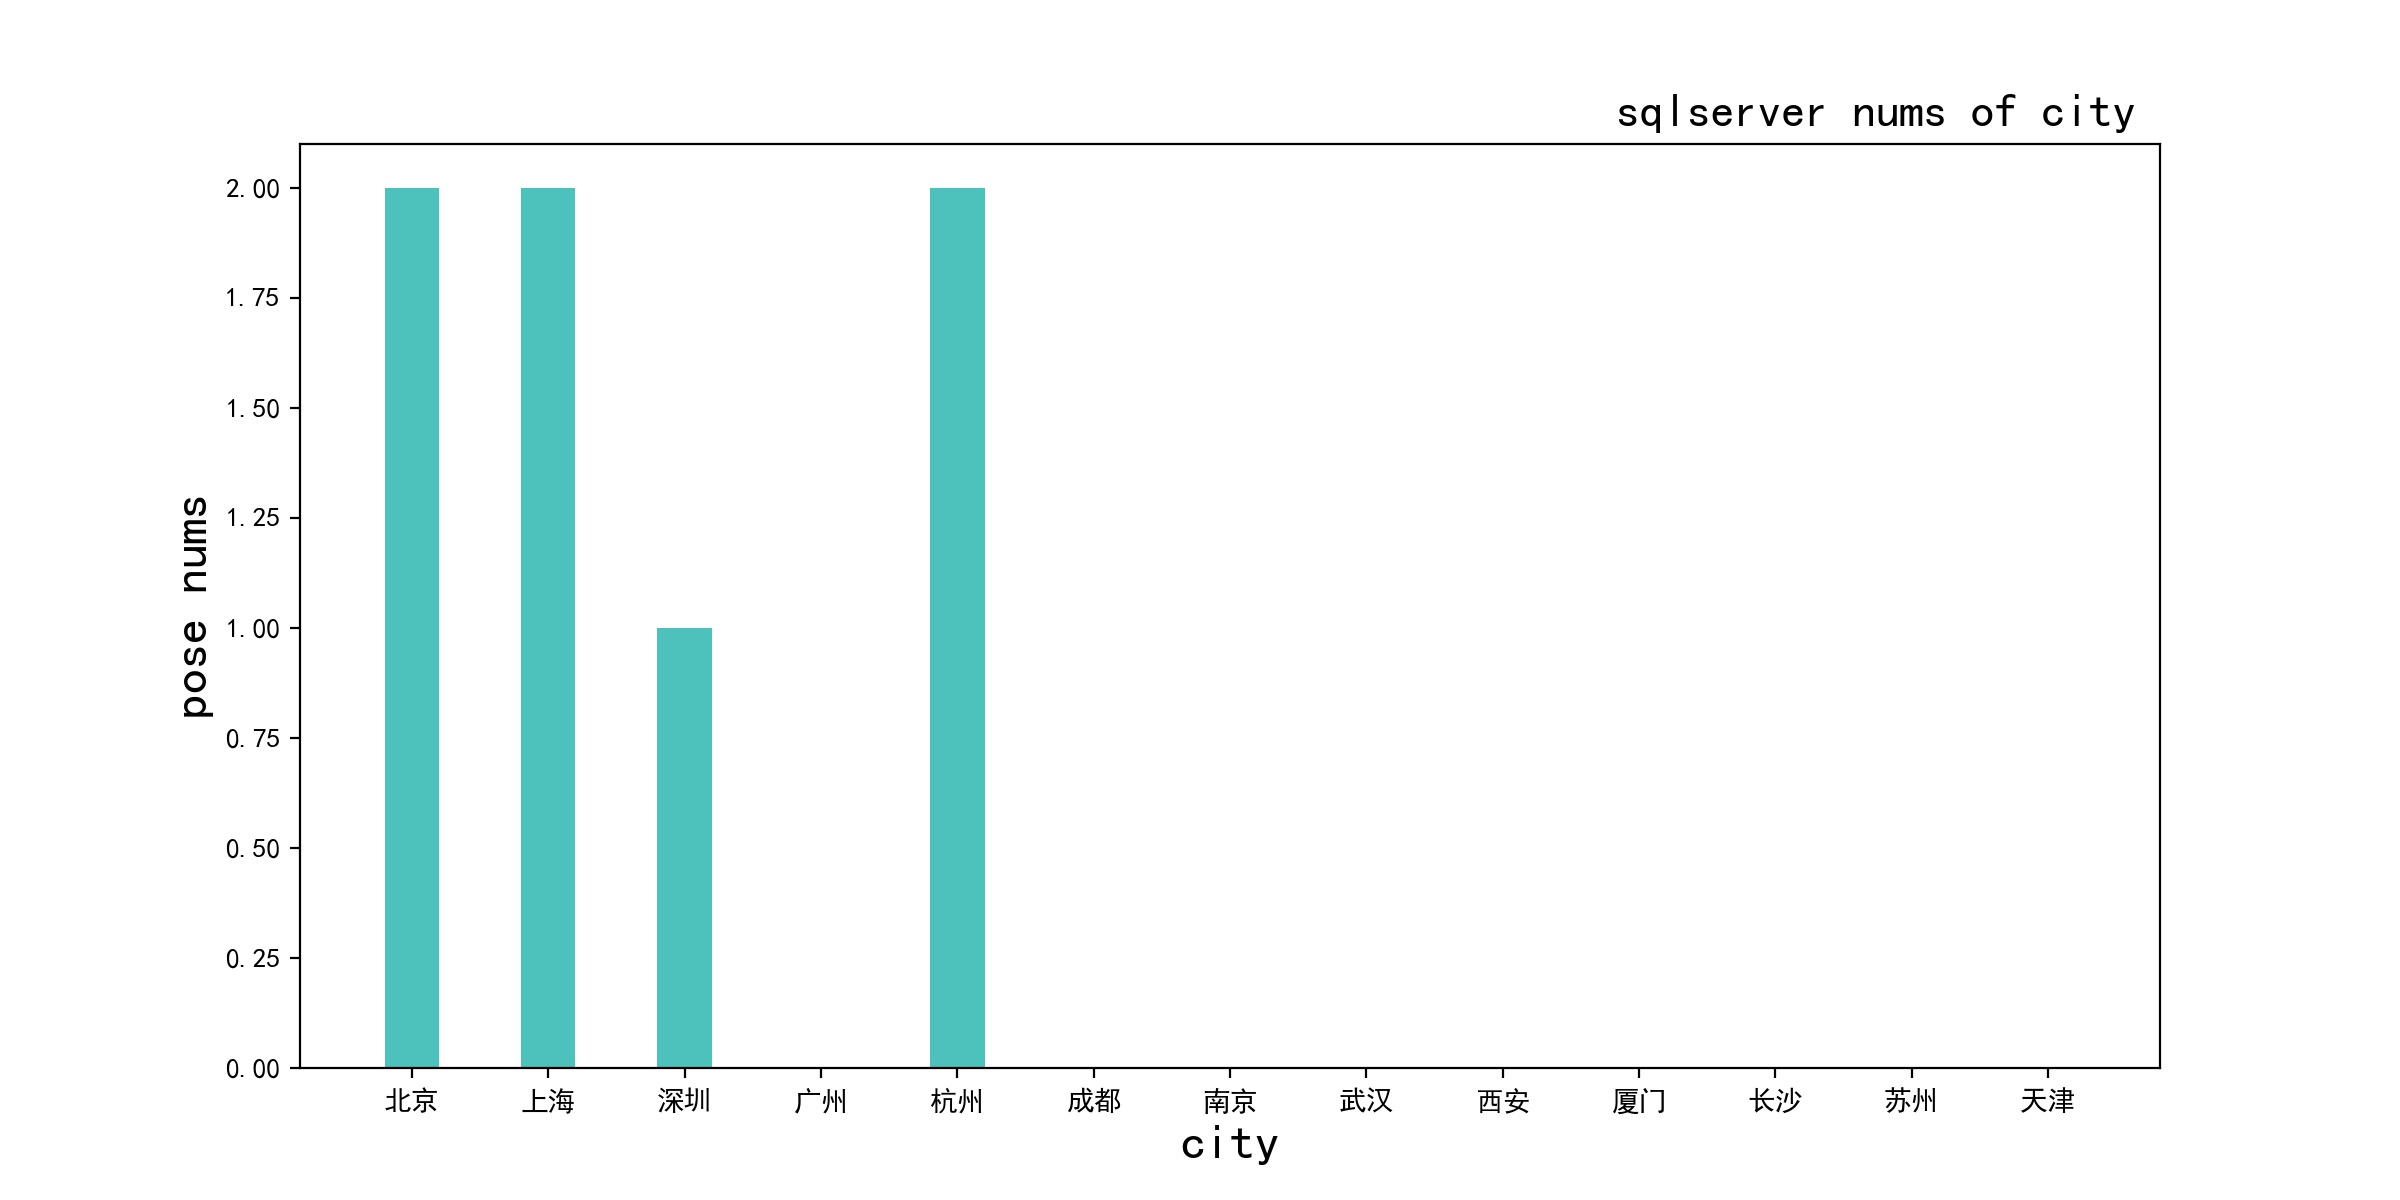 sqlserver nums of city
pose nums
2.00
1.75
1.50
1.25
1.00
0.75
0.50
0.25
0.00
北京 上海 深圳 广州 杭州 成都 南京 武汉 西安 厦门 长沙 苏州 天津
city